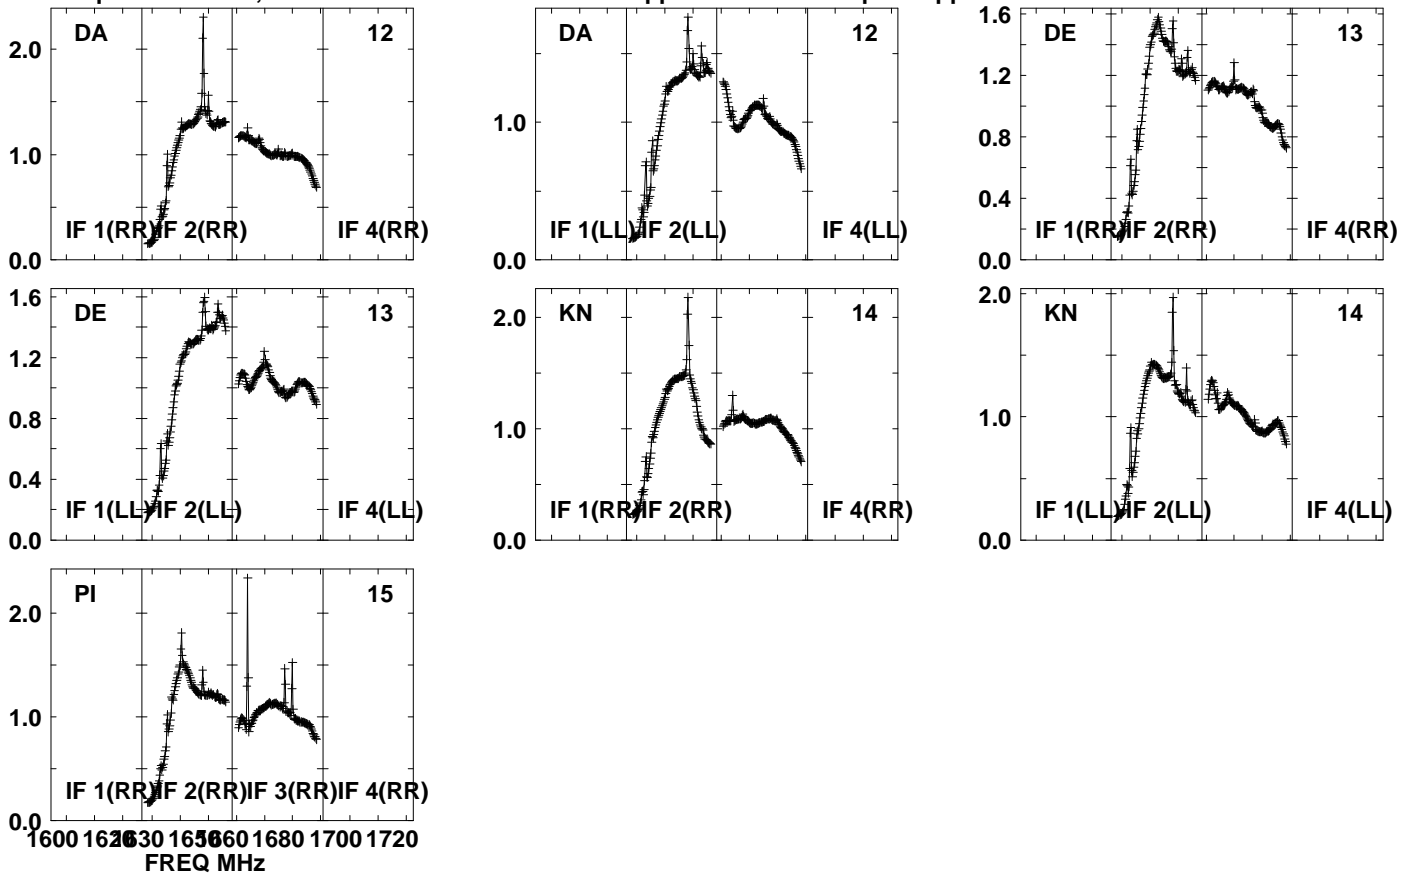 DA 12
2.0
1.0
0.0
IF 1(RR) IF 2(RR) IF 4(RR)
DA 12
1.0
0.0
IF 1(LL) IF 2(LL) IF 4(LL)
DE 13
1.6
1.2
0.8
0.4
0.0
IF 1(RR) IF 2(RR) IF 4(RR)
DE 13
1.6
1.2
0.8
0.4
0.0
IF 1(LL) IF 2(LL) IF 4(LL)
KN 14
2.0
1.0
0.0
IF 1(RR) IF 2(RR) IF 4(RR)
KN 14
2.0
1.0
0.0
IF 1(LL) IF 2(LL) IF 4(LL)
PI 15
2.0
1.0
0.0
IF 1(RR) IF 2(RR) IF 3(RR) IF 4(RR)
1600 1620 1630 1650 1660 1680 1700 1720
FREQ MHz